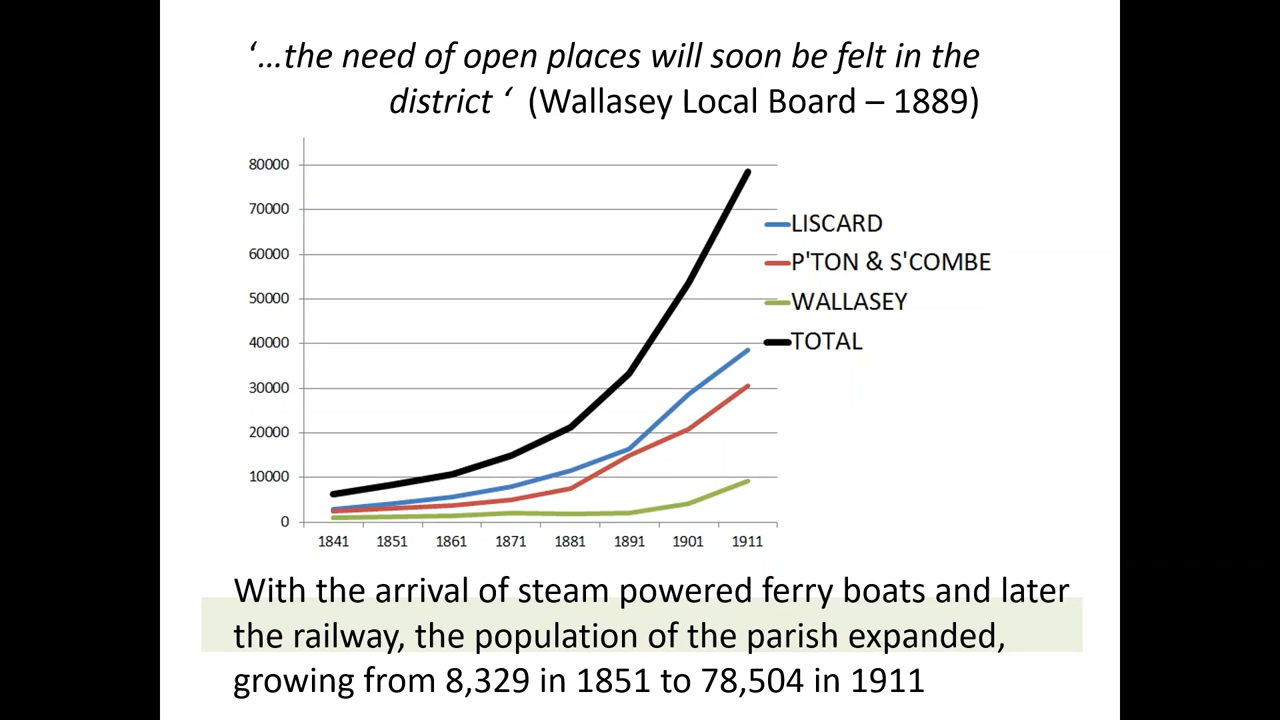 ‘…the need of open places will soon be felt in the
district ‘ (Wallasey Local Board – 1889)
80000
70000
60000
50000
40000
30000
20000
10000
0
1841 1851 1861 1871 1881 1891 1901 1911
LISCARD
P'TON & S'COMBE
WALLASEY
TOTAL
With the arrival of steam powered ferry boats and later
the railway, the population of the parish expanded,
growing from 8,329 in 1851 to 78,504 in 1911